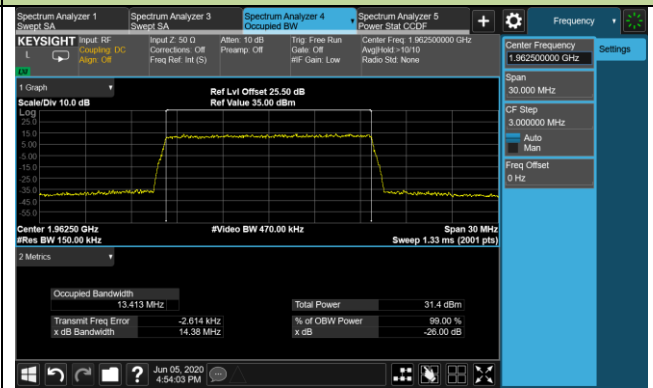 Spectrum Analyzer 1
Swept SA
Spectrum Analyzer 3
Swept SA
Spectrum Analyzer 4
Occupied BW
Spectrum Analyzer 5
Power Stat CCDF
+
Frequency
KEYSIGHT
L
Input: RF
Coupling: DC
Align: Off
Input Z: 50 Ω
Corrections: Off
Freq Ref: Int (S)
Atten: 10 dB
Preamp: Off
Trig: Free Run
Gate: Off
#IF Gain: Low
Center Freq: 1.962500000 GHz
Avg|Hold:>10/10
Radio Std: None
LW
Center Frequency
1.962500000 GHz
Settings
Span
30.000 MHz
CF Step
3.000000 MHz
Auto
Man
Freq Offset
0 Hz
1 Graph
Scale/Div 10.0 dB
Ref Lvl Offset 25.50 dB
Ref Value 35.00 dBm
Log
25.0
15.0
5.00
-5.00
-15.0
-25.0
-35.0
-45.0
-55.0
Center 1.96250 GHz
#Res BW 150.00 kHz
#Video BW 470.00 kHz
Span 30 MHz
Sweep 1.33 ms (2001 pts)
2 Metrics
Occupied Bandwidth
13.413 MHz
Total Power 31.4 dBm
Transmit Freq Error -2.614 kHz
% of OBW Power 99.00 %
x dB Bandwidth 14.38 MHz
x dB -26.00 dB
?
Jun 05, 2020
4:54:03 PM